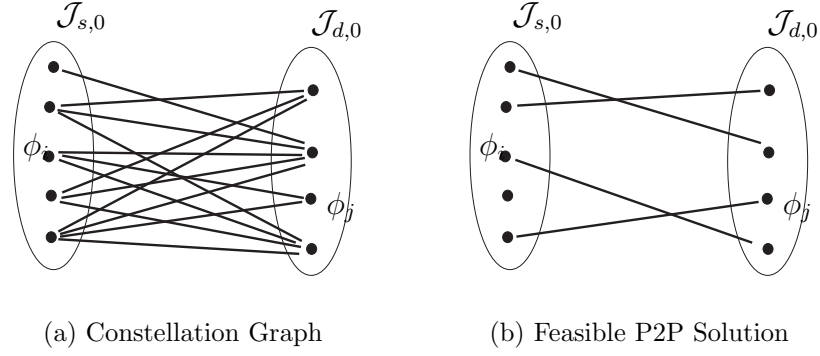 𝒥s,0
𝒥d,0
ϕi
ϕj
(a) Constellation Graph
𝒥s,0
𝒥d,0
ϕi
ϕj
(b) Feasible P2P Solution